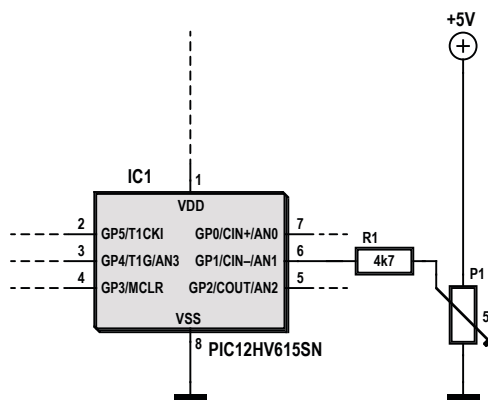 +5V
IC1
1
VDD
2
GP5/T1CKI
GP0/CIN+/AN0
7
3
GP4/T1G/AN3
GP1/CIN–/AN1
6
R1
4k7
4
GP3/MCLR
GP2/COUT/AN2
5
P1
5
VSS
8
PIC12HV615SN